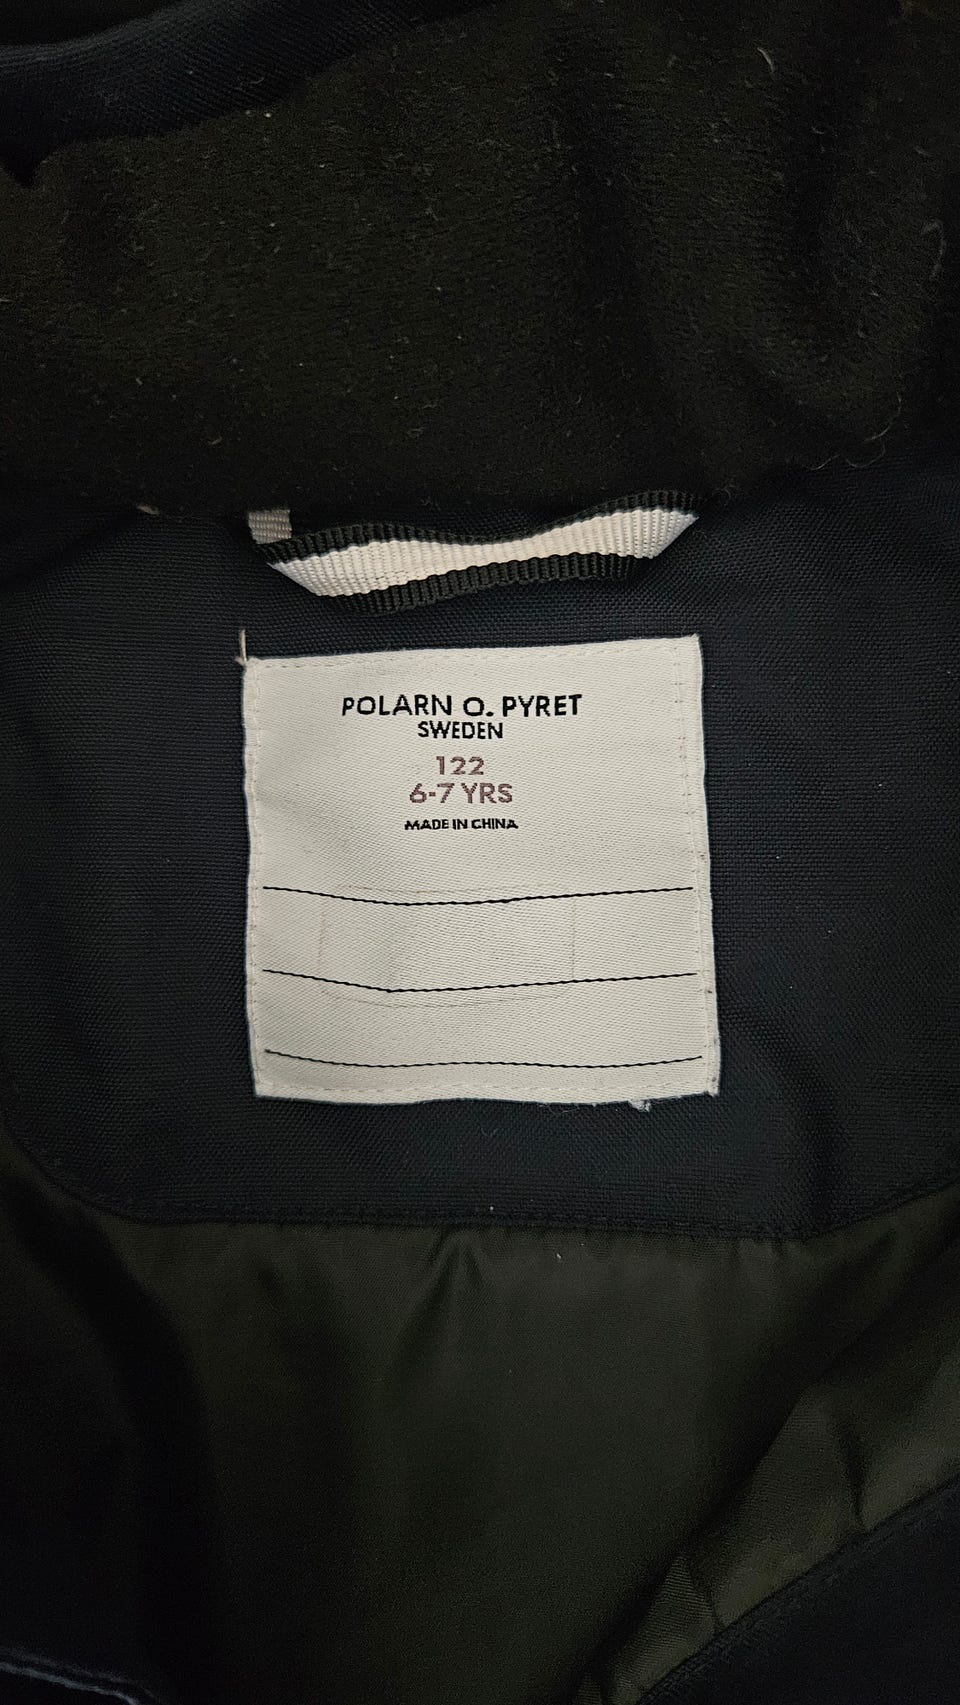 POLARN O. PYRET
SWEDEN
122
6-7 YRS
MADE IN CHINA